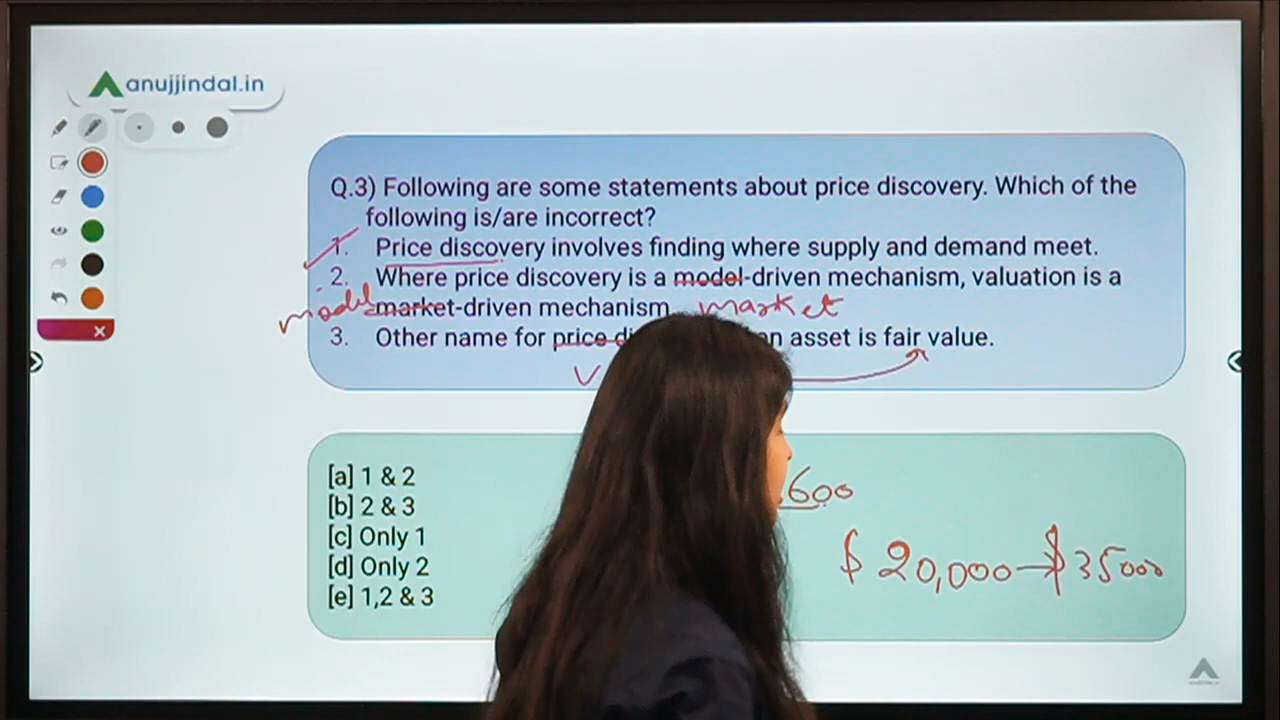 anujjindal.in
Q.3) Following are some statements about price discovery. Which of the
following is/are incorrect?
1. Price discovery involves finding where supply and demand meet.
2. Where price discovery is a model-driven mechanism, valuation is a
model market-driven mechanism market
3. Other name for price asset is fair value.
[a] 1 & 2
[b] 2 & 3
600
[c] Only 1
[d] Only 2
$ 20,000 $ 35000
[e] 1,2 & 3